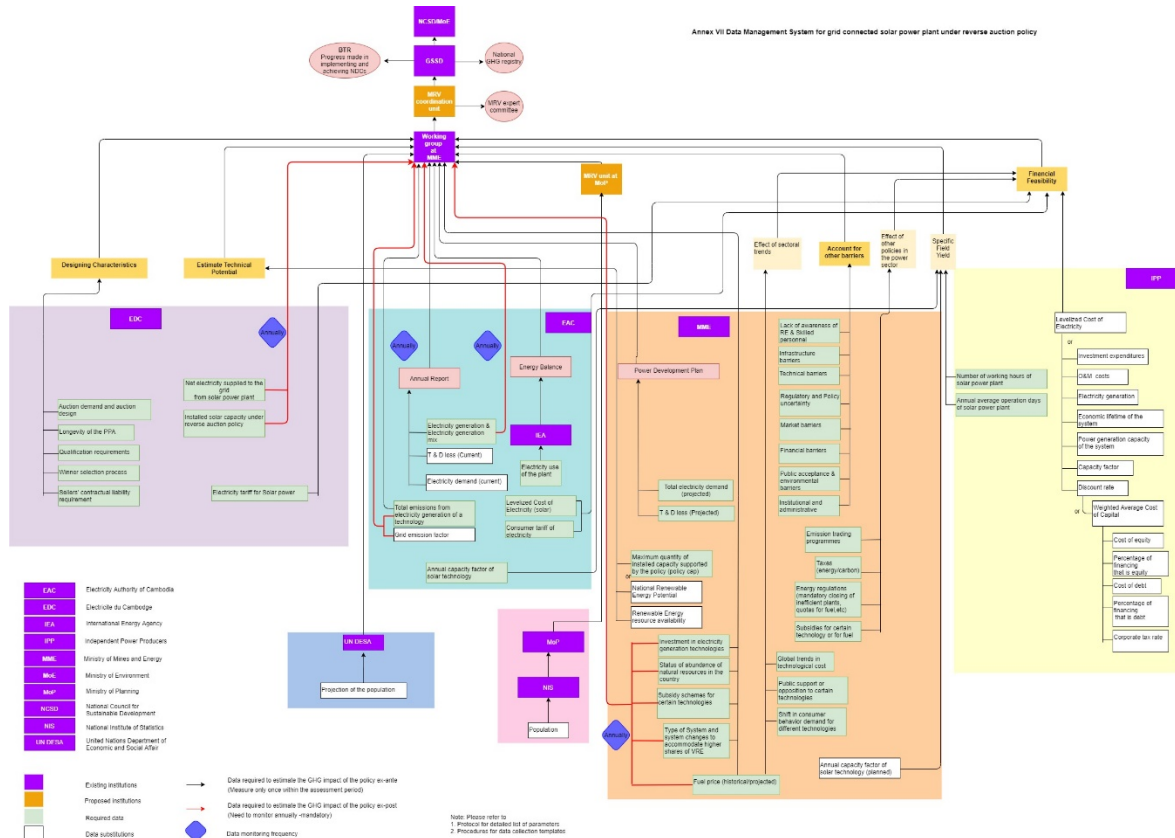 NCSD/MoE
Annex VII Data Management System for grid connected solar power plant under reverse auction policy
BTR
Progress made in
implementing and
achieving NDCs
GSSD
National
GHG registry
MRV
coordination
unit
MRV expert
committee
Working
group
at
MME
MRV unit at
MoP
Financial
Feasibility
Designing Characteristics
Estimate Technical
Potential
Effect of sectoral
trends
Account for
other barriers
Effect of
other
policies in
the power
sector
Specific
Field
Yield
EDC
Annually
Net electricity supplied to the
grid
from solar power plant
Installed solar capacity under
reverse auction policy
Auction demand and auction
design
Longevity of the PPA
Qualification requirements
Winner selection process
Sellers' contractual liability
requirement
Electricity tariff for Solar power
EAC
Annually
Annually
Annual Report
Energy Balance
Electricity generation &
Electricity generation
mix
T & D loss (Current)
Electricity demand (current)
IEA
Electricity use
of the plant
Total emissions from
electricity generation of a
technology
Grid emission factor
Levelized Cost of
Electricity (solar)
Consumer tariff of
electricity
Annual capacity factor of
solar technology
MME
Power Development Plan
Total electricity demand
(projected)
T & D loss (Projected)
Maximum quantity of
installed capacity supported
by the policy (policy cap)
or
National Renewable
Energy Potential
Renewable Energy
resource availability
Lack of awareness of
RE & Skilled
personnel
Infrastructure
barriers
Technical barriers
Regulatory and Policy
uncertainty
Market barriers
Financial barriers
Public acceptance &
environmental
barriers
Institutional and
administrative
Emission trading
programmes
Taxes
(energy/carbon)
Energy regulations
(mandatory closing of
inefficient plants,
quotas for fuel,etc)
Subsidies for certain
technology or for fuel
Investment in electricity
generation technologies
Status of abundance of
natural resources in the
country
Subsidy schemes for
certain technologies
Annually
Type of System and
system changes to
accommodate higher
shares of VRE
Fuel price (historical/projected)
Global trends in
technological cost
Public support or
opposition to certain
technologies
Shift in consumer
behavior demand for
different technologies
Annual capacity factor of
solar technology (planned)
Number of working hours of
solar power plant
Annual average operation days
of solar power plant
IPP
Levelized Cost of
Electricity
or
Investment expenditures
O&M costs
Electricity generation
Economic lifetime of the
system
Power generation capacity
of the system
Capacity factor
Discount rate
or
Weighted Average Cost
of Capital
Cost of equity
Percentage of
financing
that is equity
Cost of debt
Percentage of
financing
that is debt
Corporate tax rate
UN DESA
Projection of the population
MoP
NIS
Population
EAC
Electricity Authority of Cambodia
EDC
Electricite du Cambodge
IEA
International Energy Agency
IPP
Independent Power Producers
MME
Ministry of Mines and Energy
MoE
Ministry of Environment
MoP
Ministry of Planning
NCSD
National Council for
Sustainable Development
NIS
National Institute of Statistics
UN DESA
United Nations Department of
Economic and Social Affair
Existing institutions
Proposed institutions
Required data
Data substitutions
Data required to estimate the GHG impact of the policy ex-ante
(Measure only once within the assessment period)
Data required to estimate the GHG impact of the policy ex-post
(Need to monitor annually -mandatory)
Data monitoring frequency
Note: Please refer to
1. Protocol for detailed list of parameters
2. Procedures for data collection templates